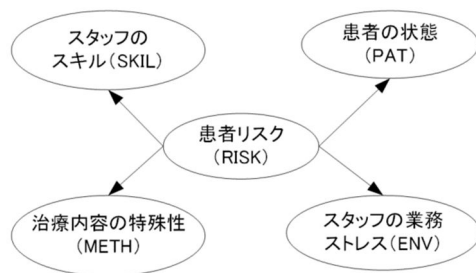 スタッフの
スキル(SKIL)
患者の状態
(PAT)
患者リスク
(RISK)
治療内容の特殊性
(METH)
スタッフの業務
ストレス(ENV)